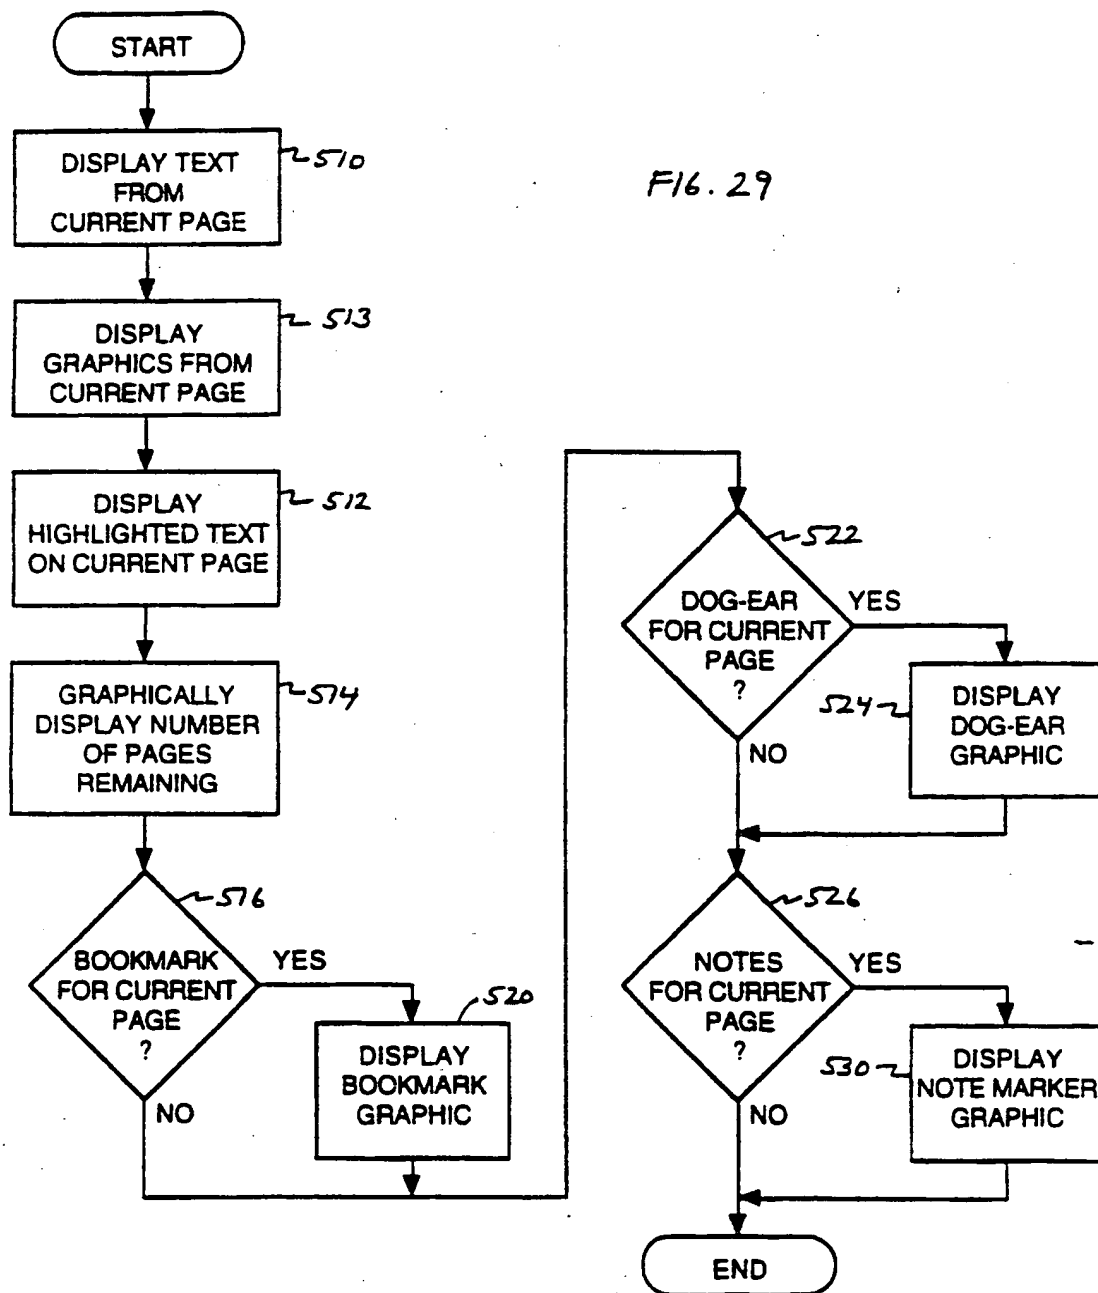 START
DISPLAY TEXT
FROM
CURRENT PAGE
510
FIG. 29
DISPLAY
GRAPHICS FROM
CURRENT PAGE
513
DISPLAY
HIGHLIGHTED TEXT
ON CURRENT PAGE
512
GRAPHICALLY
DISPLAY NUMBER
OF PAGES
REMAINING
514
BOOKMARK
FOR CURRENT
PAGE
?
516
YES
NO
520
DISPLAY
BOOKMARK
GRAPHIC
522
DOG-EAR
FOR CURRENT
PAGE
?
YES
NO
524
DISPLAY
DOG-EAR
GRAPHIC
526
NOTES
FOR CURRENT
PAGE
?
YES
NO
530
DISPLAY
NOTE MARKER
GRAPHIC
END